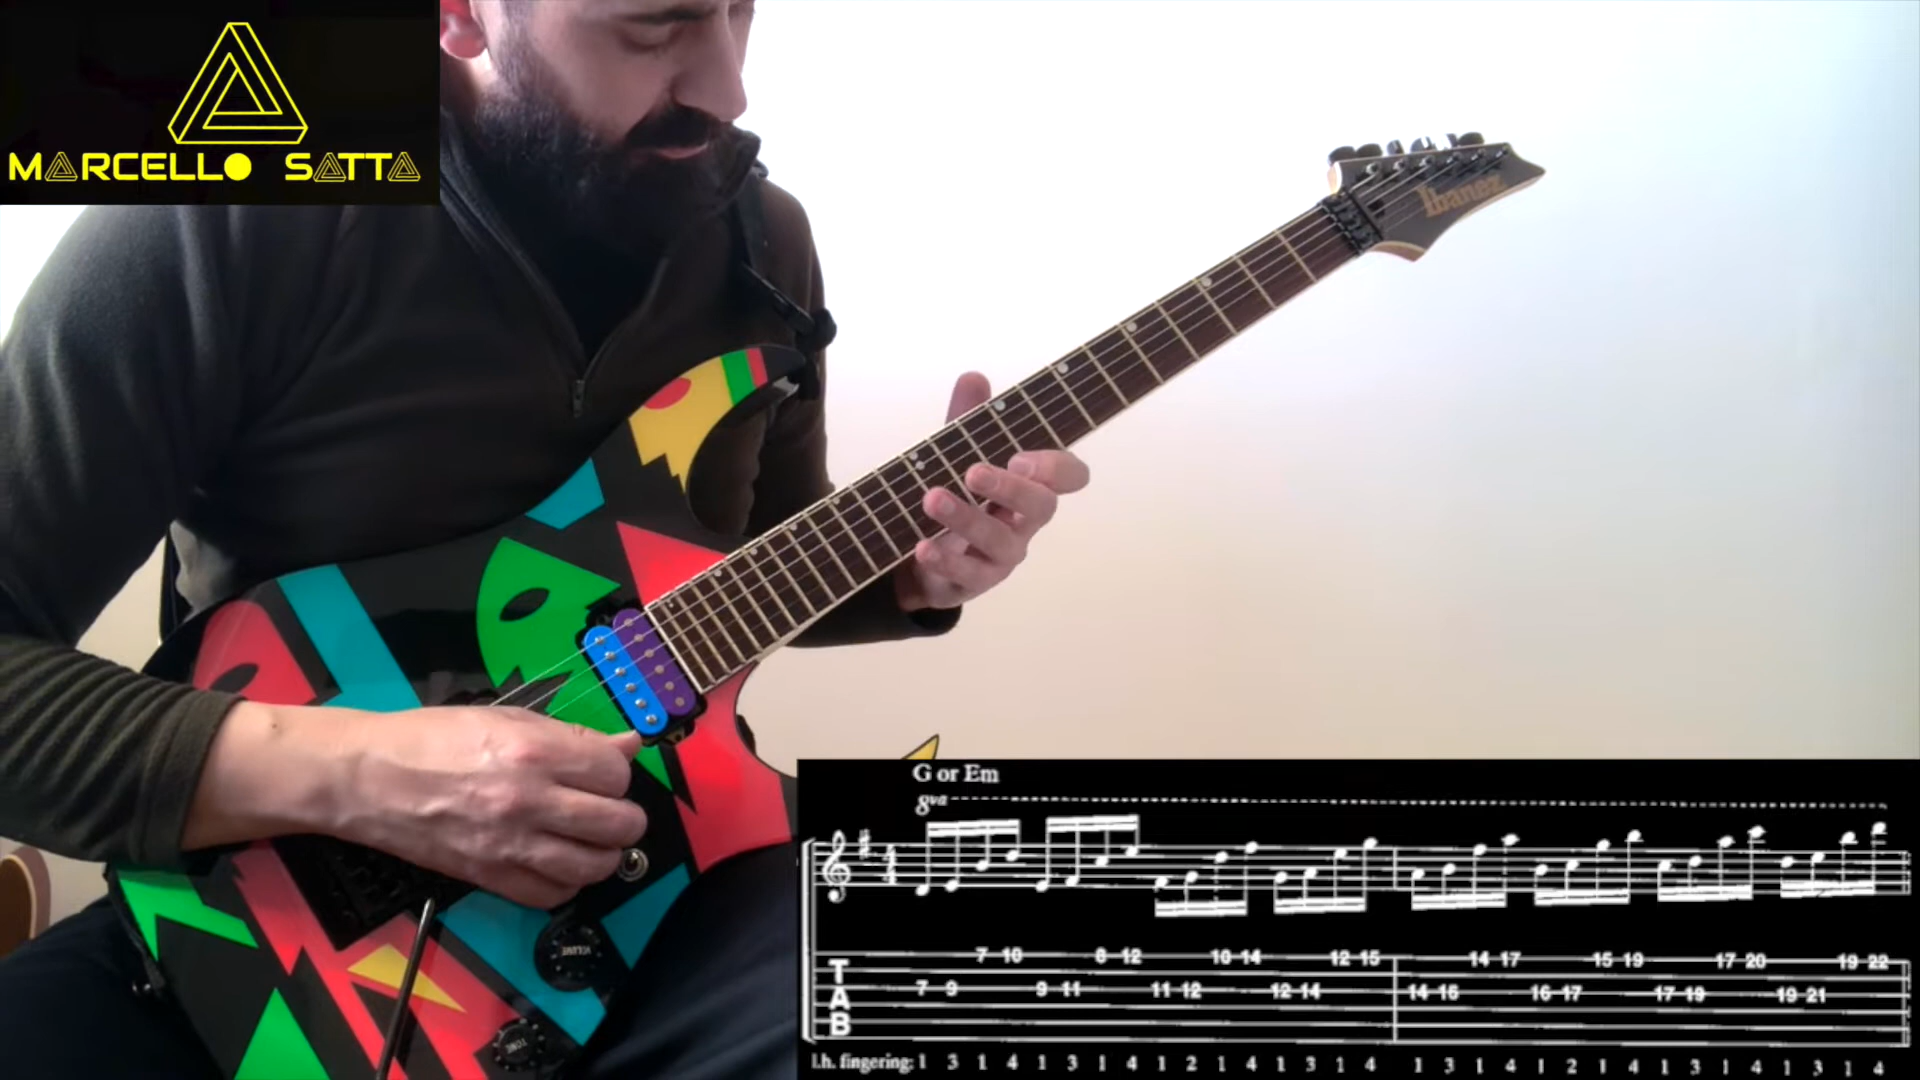 MARCELLO SATTA
Ibanez
G or Em
8va
7 10 8 12 10 14 12 15 14 17 15 19 17 20 19 22
T
7 9 9 11 11 12 12 14 14 16 16 17 17 19 19 21
A
B
l.h. fingering: 1 3 1 4 1 3 1 4 1 2 1 4 1 3 1 4 1 3 1 4 1 2 1 4 1 3 1 4 1 3 1 4
VOLUME
TONE